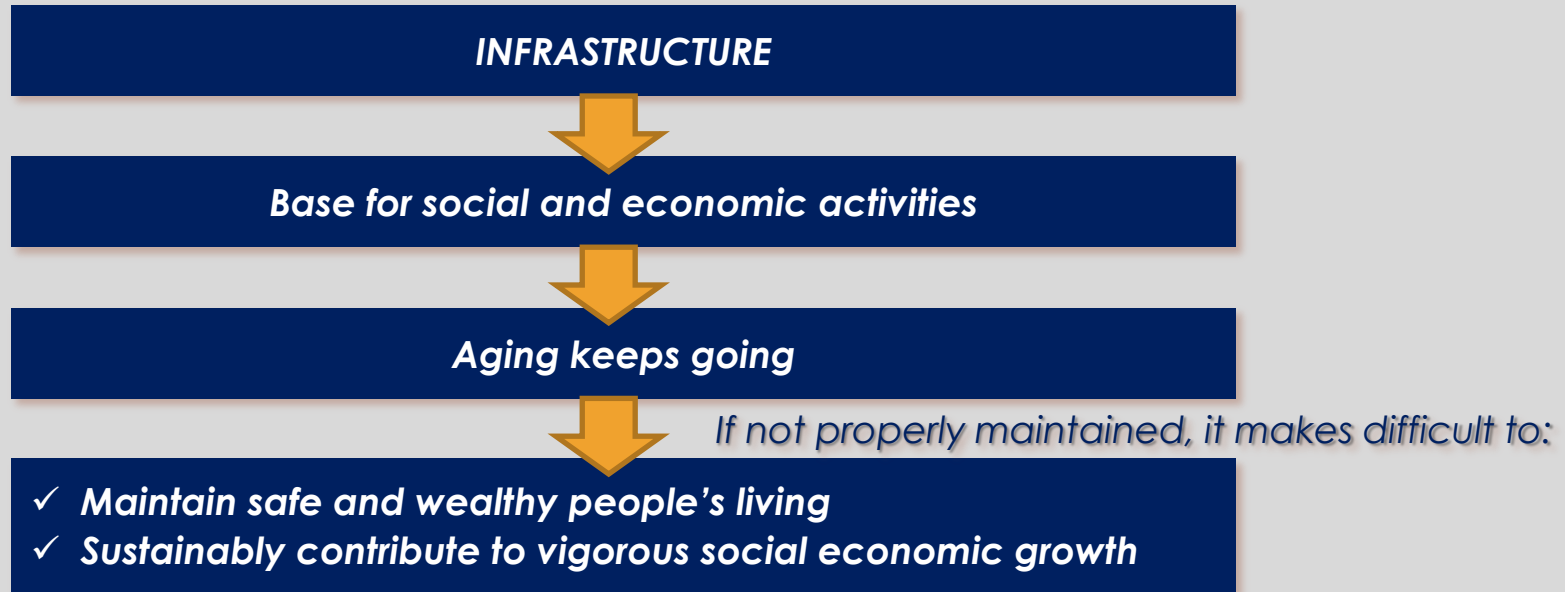 INFRASTRUCTURE
Base for social and economic activities
Aging keeps going
If not properly maintained, it makes difficult to:
✓ Maintain safe and wealthy people’s living
✓ Sustainably contribute to vigorous social economic growth